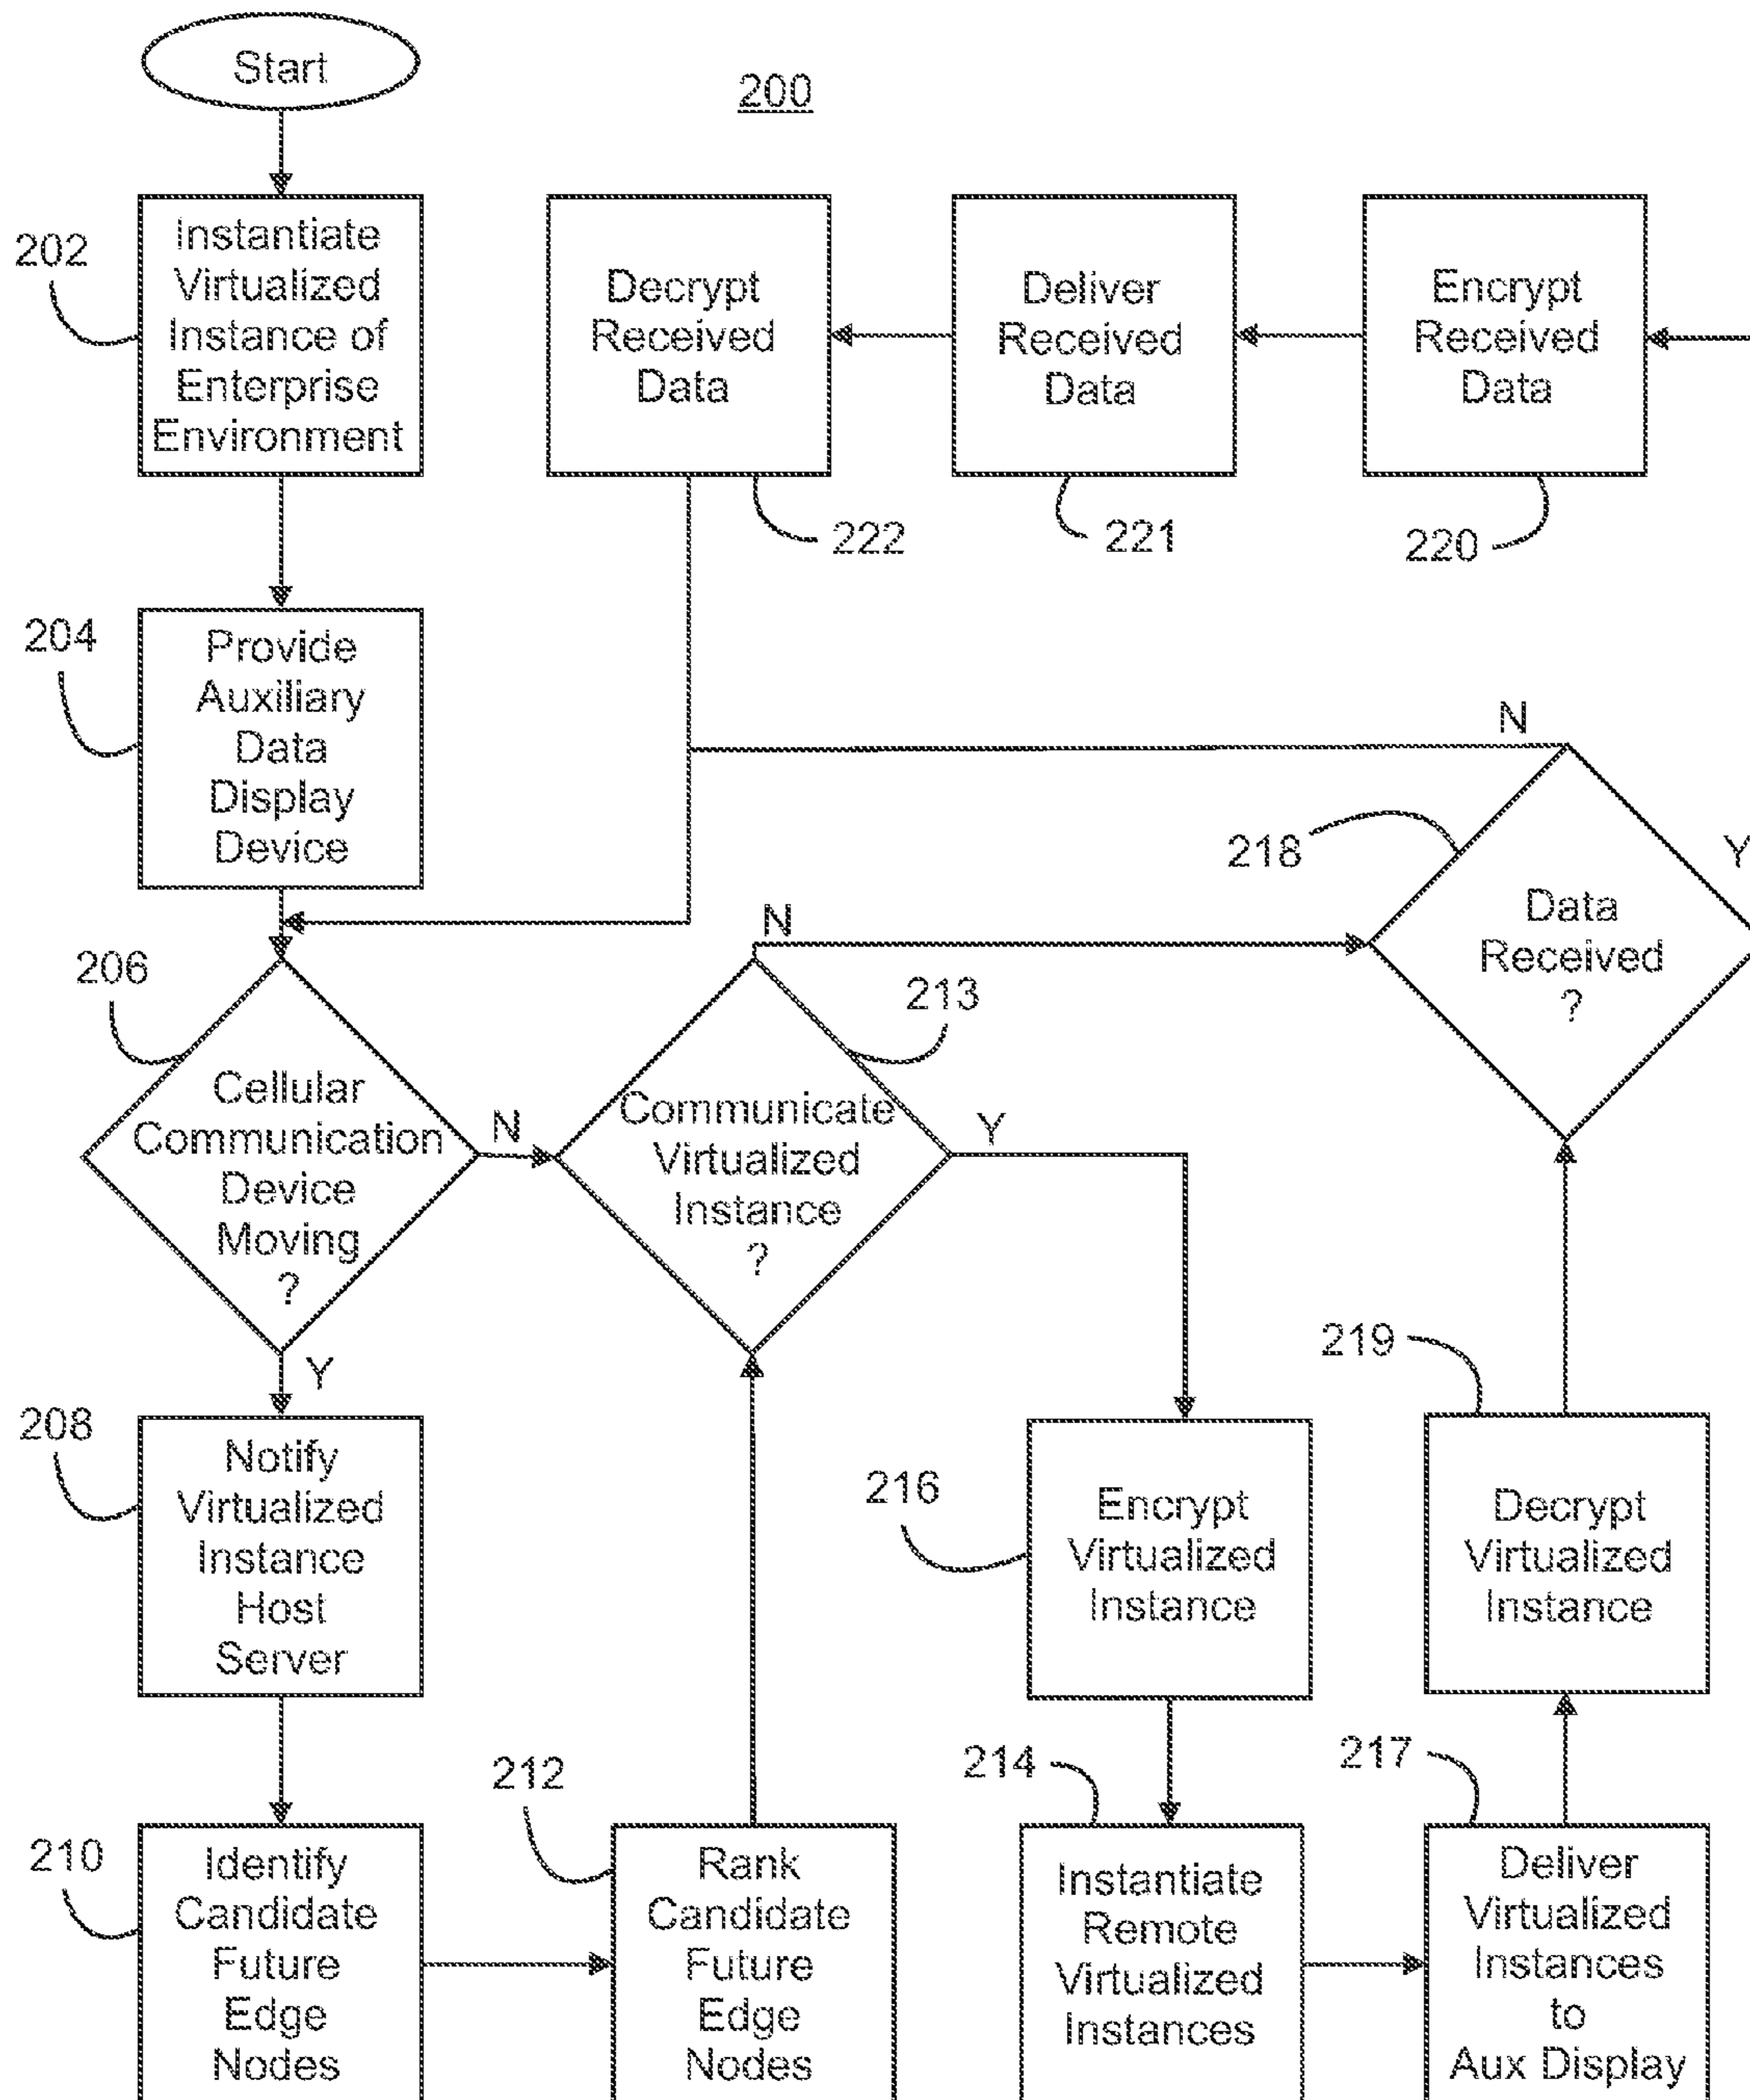 Start
200
202
Instantiate
Virtualized
Instance of
Enterprise
Environment
Decrypt
Received
Data
222
Deliver
Received
Data
221
Encrypt
Received
Data
220
204
Provide
Auxiliary
Data
Display
Device
206
Cellular
Communication
Device
Moving
?
N
Y
N
213
Communicate
Virtualized
Instance
?
Y
N
218
Data
Received
?
Y
208
Notify
Virtualized
Instance
Host
Server
216
Encrypt
Virtualized
Instance
219
Decrypt
Virtualized
Instance
210
Identify
Candidate
Future
Edge
Nodes
212
Rank
Candidate
Future
Edge
Nodes
214
Instantiate
Remote
Virtualized
Instances
217
Deliver
Virtualized
Instances
to
Aux Display